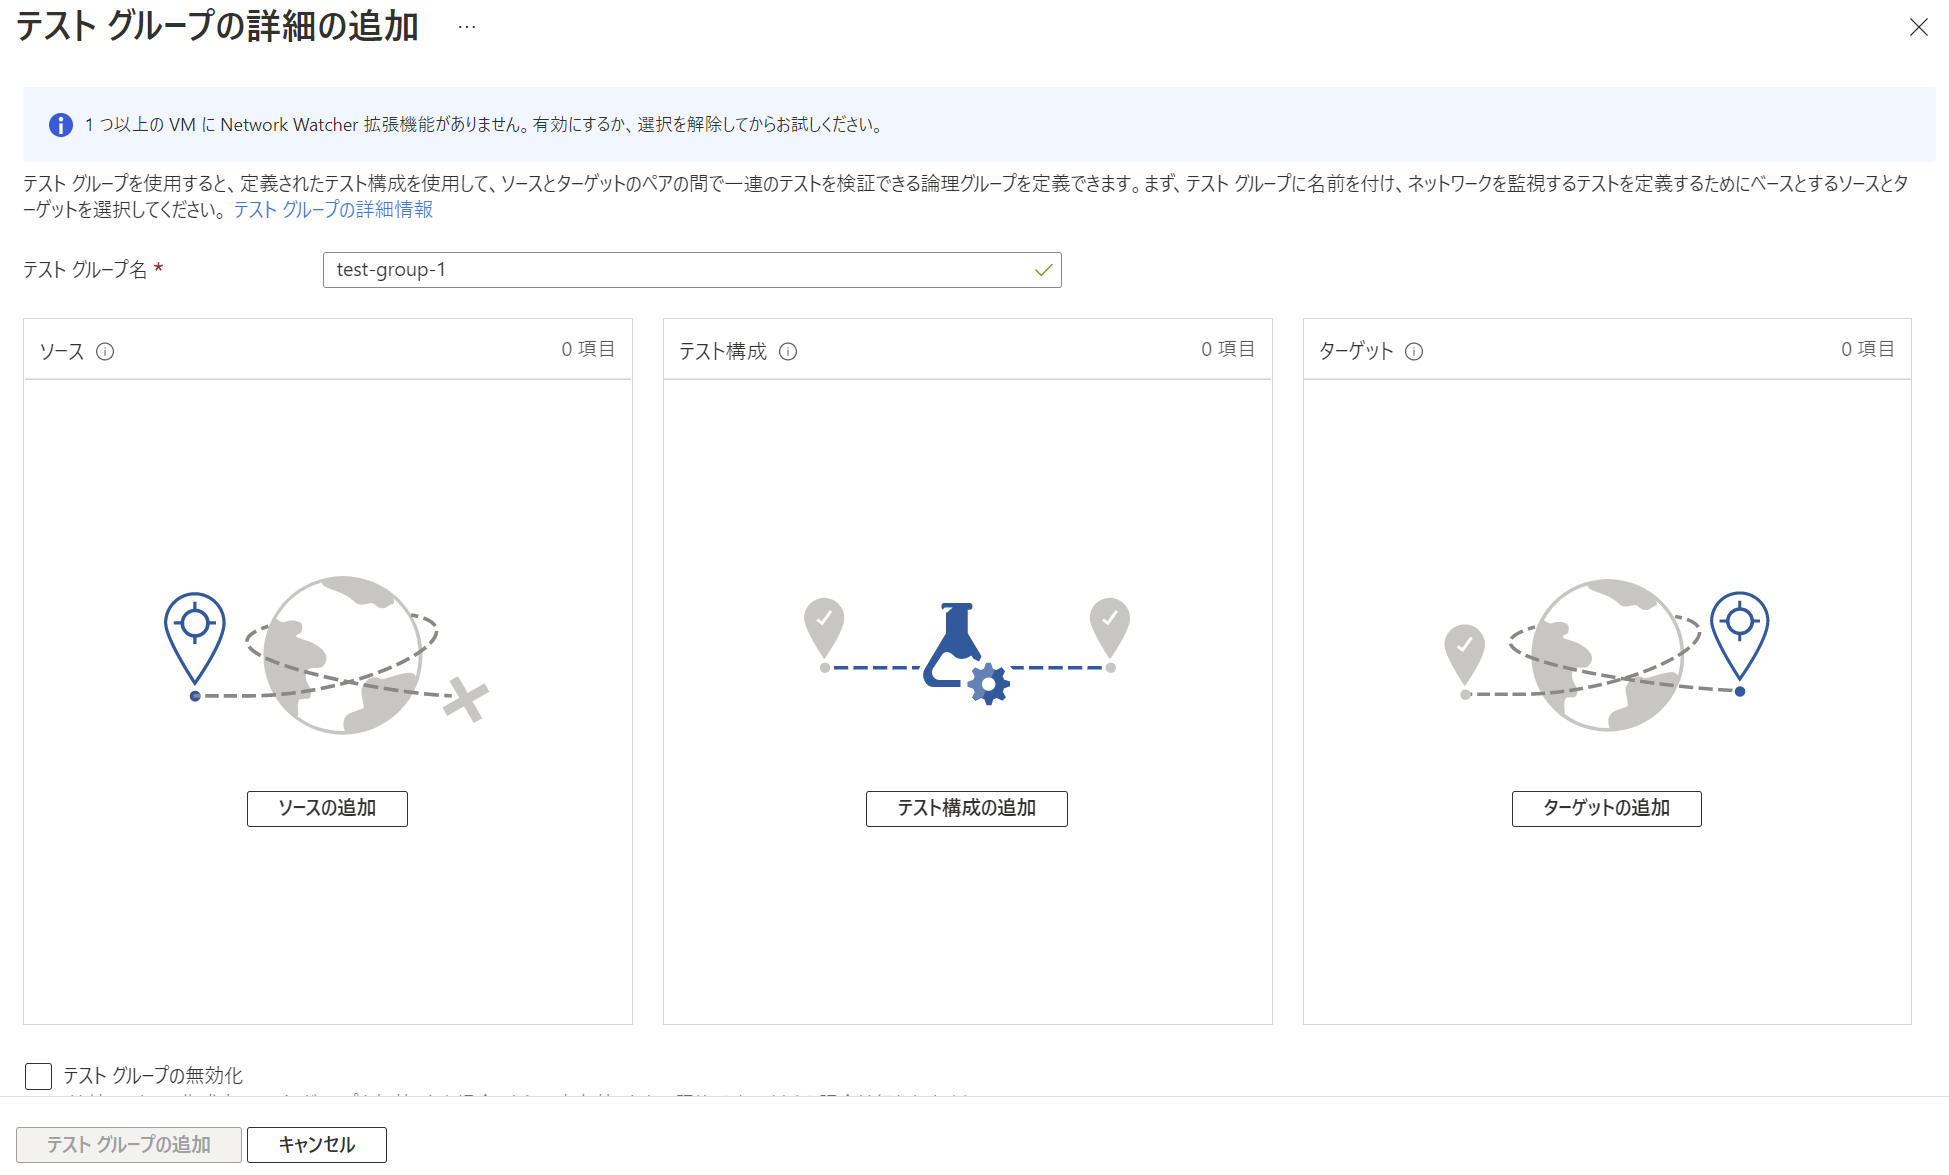 テスト グループの詳細の追加 …
1 つ以上の VM に Network Watcher 拡張機能がありません。有効にするか、選択を解除してからお試しください。
テスト グループを使用すると、定義されたテスト構成を使用して、ソースとターゲットのペアの間で一連のテストを検証できる論理グループを定義できます。まず、テスト グループに名前を付け、ネットワークを監視するテストを定義するためにベースとするソースとタ
ーゲットを選択してください。 テスト グループの詳細情報
テスト グループ名 * test-group-1
ソース 0 項目
テスト構成 0 項目
ターゲット 0 項目
ソースの追加
テスト構成の追加
ターゲットの追加
テスト グループの無効化
テスト グループの追加 キャンセル